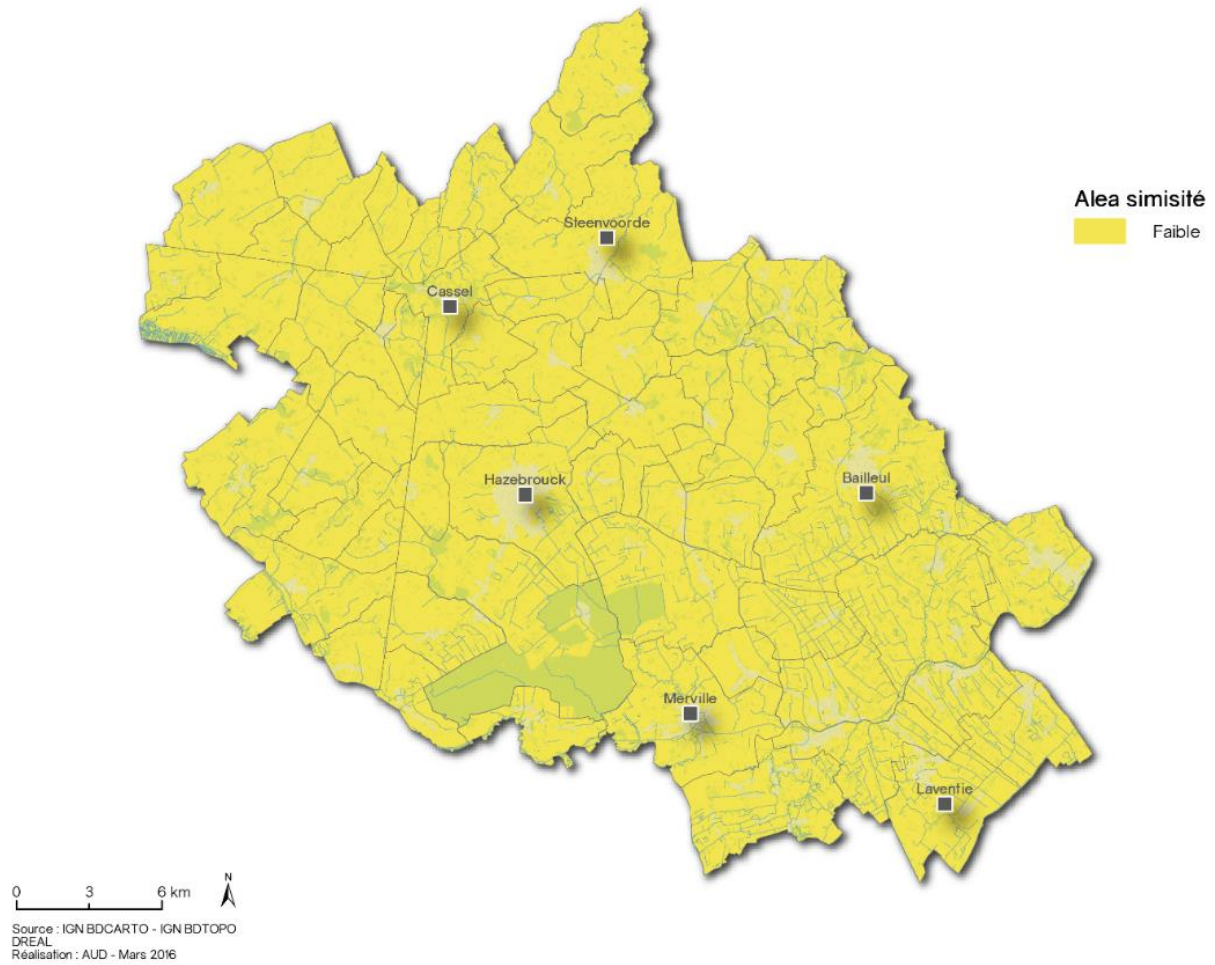 Steenvoorde
Alea simisité
Faible
Cassel
Hazebrouck
Bailleul
Merville
Laventie
0 3 6 km
N
Source : IGN BDCARTO - IGN BDTOPO
DREAL
Réalisation : AUD - Mars 2016